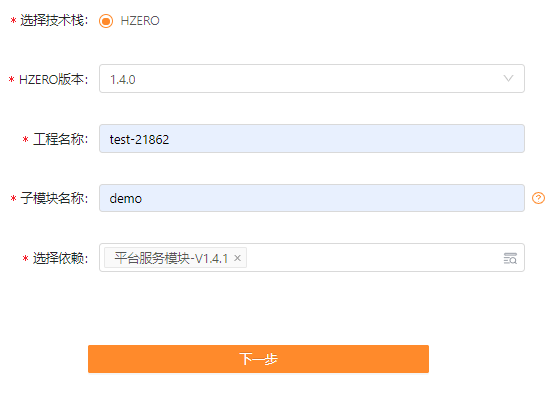 * 选择技术栈: HZERO
* HZERO版本: 1.4.0
* 工程名称: test-21862
* 子模块名称: demo ?
* 选择依赖: 平台服务模块-V1.4.1 ×
下一步